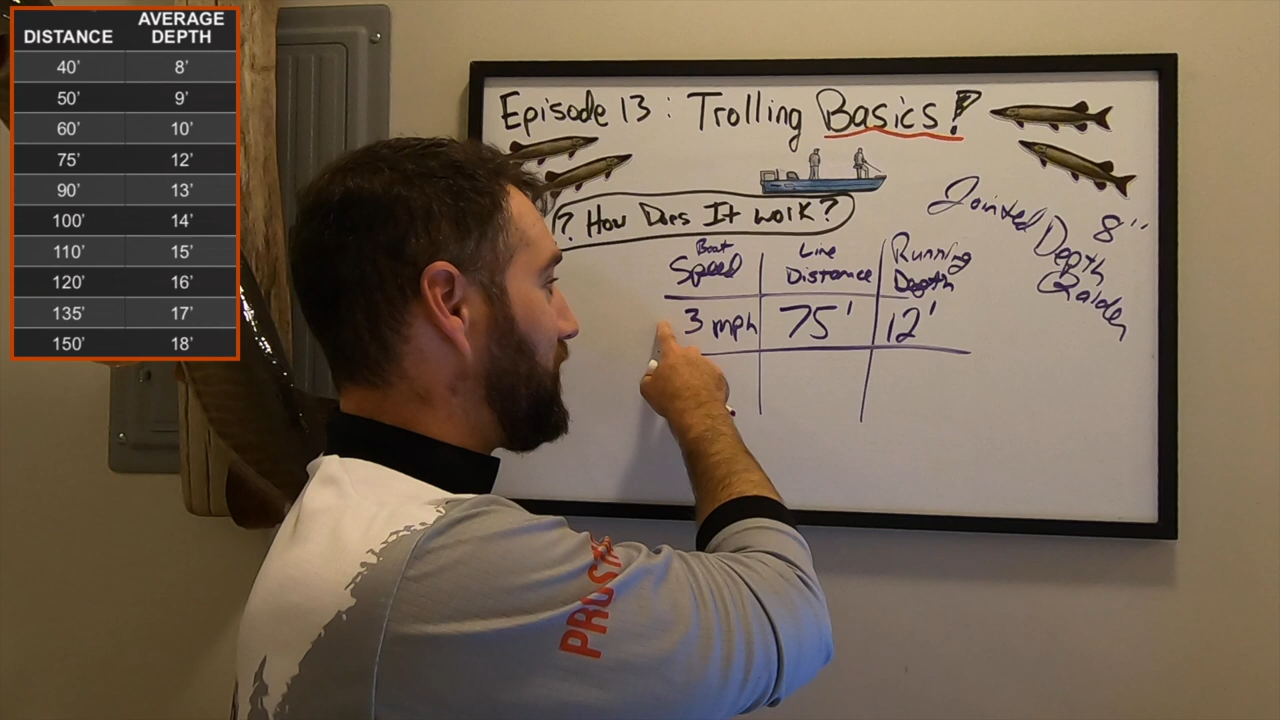 DISTANCE AVERAGE DEPTH
40' 8'
50' 9'
60' 10'
75' 12'
90' 13'
100' 14'
110' 15'
120' 16'
135' 17'
150' 18'
Episode 13: Trolling Basics!
? How Does It work?
Jointed 8" Depth Raider
Boat Speed
Line Distance
Running Depth
3 mph 75' 12'